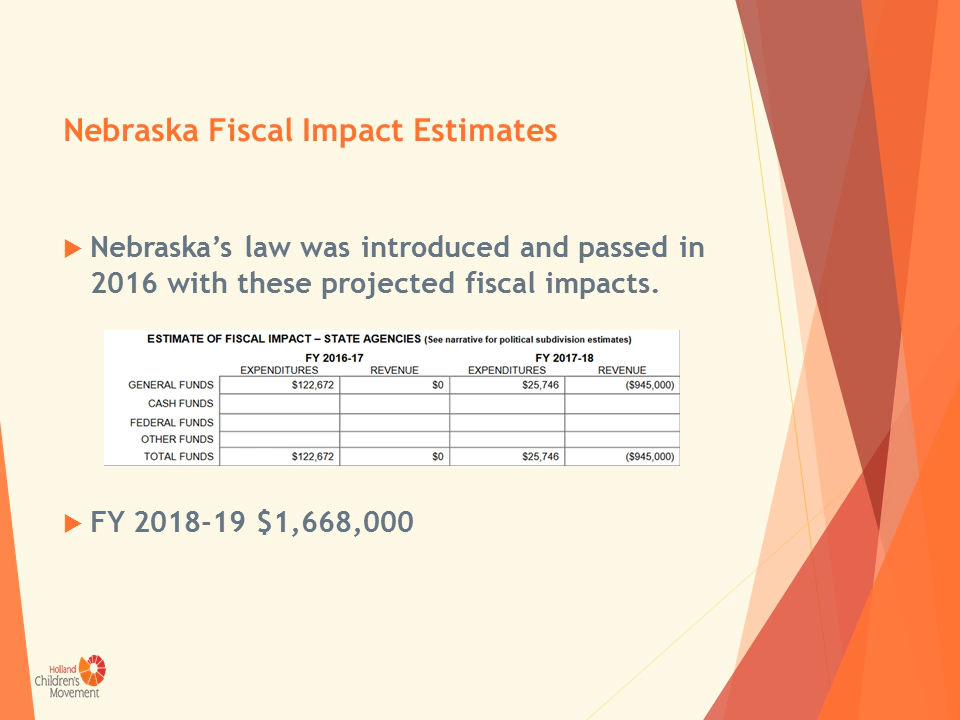 Nebraska Fiscal Impact Estimates
Nebraska’s law was introduced and passed in
2016 with these projected fiscal impacts.
ESTIMATE OF FISCAL IMPACT – STATE AGENCIES (See narrative for political subdivision estimates)
FY 2016-17 FY 2017-18
EXPENDITURES REVENUE EXPENDITURES REVENUE
GENERAL FUNDS $122,672 $0 $25,746 ($945,000)
CASH FUNDS
FEDERAL FUNDS
OTHER FUNDS
TOTAL FUNDS $122,672 $0 $25,746 ($945,000)
FY 2018-19 $1,668,000
Holland
Children's
Movement